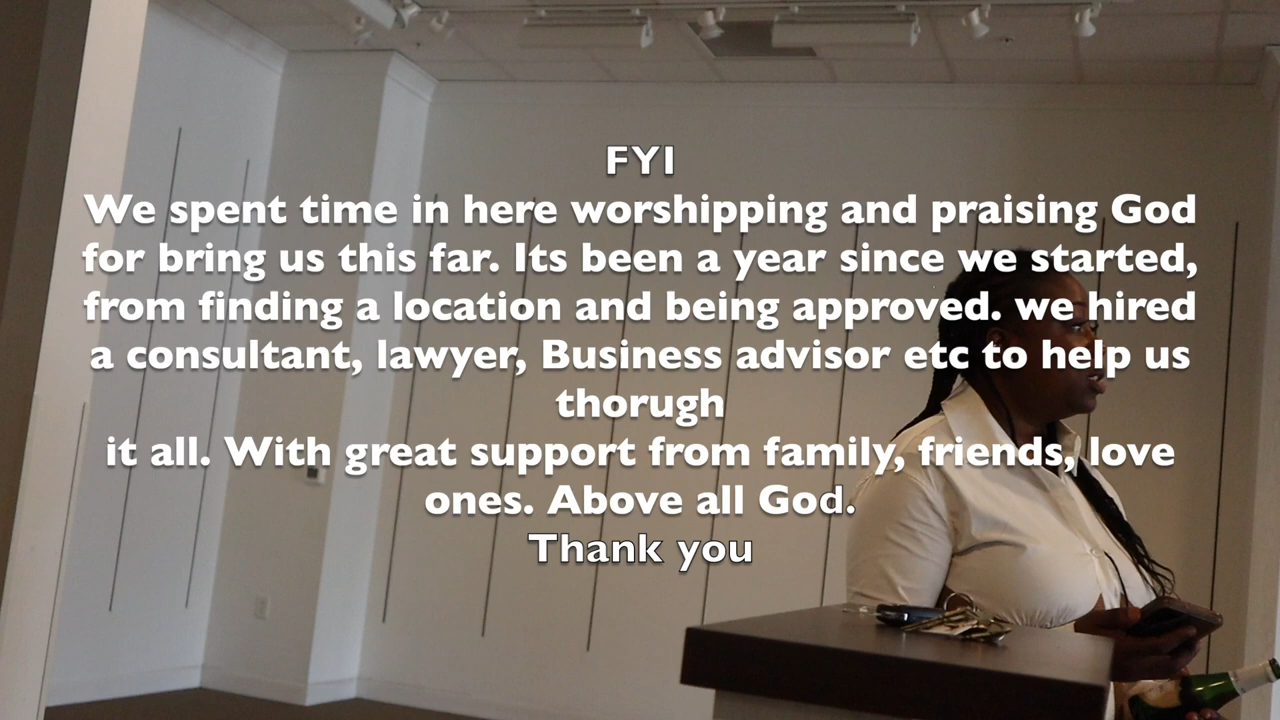 FYI
We spent time in here worshipping and praising God
for bring us this far. Its been a year since we started,
from finding a location and being approved. we hired
a consultant, lawyer, Business advisor etc to help us
thorugh
it all. With great support from family, friends, love
ones. Above all God.
Thank you